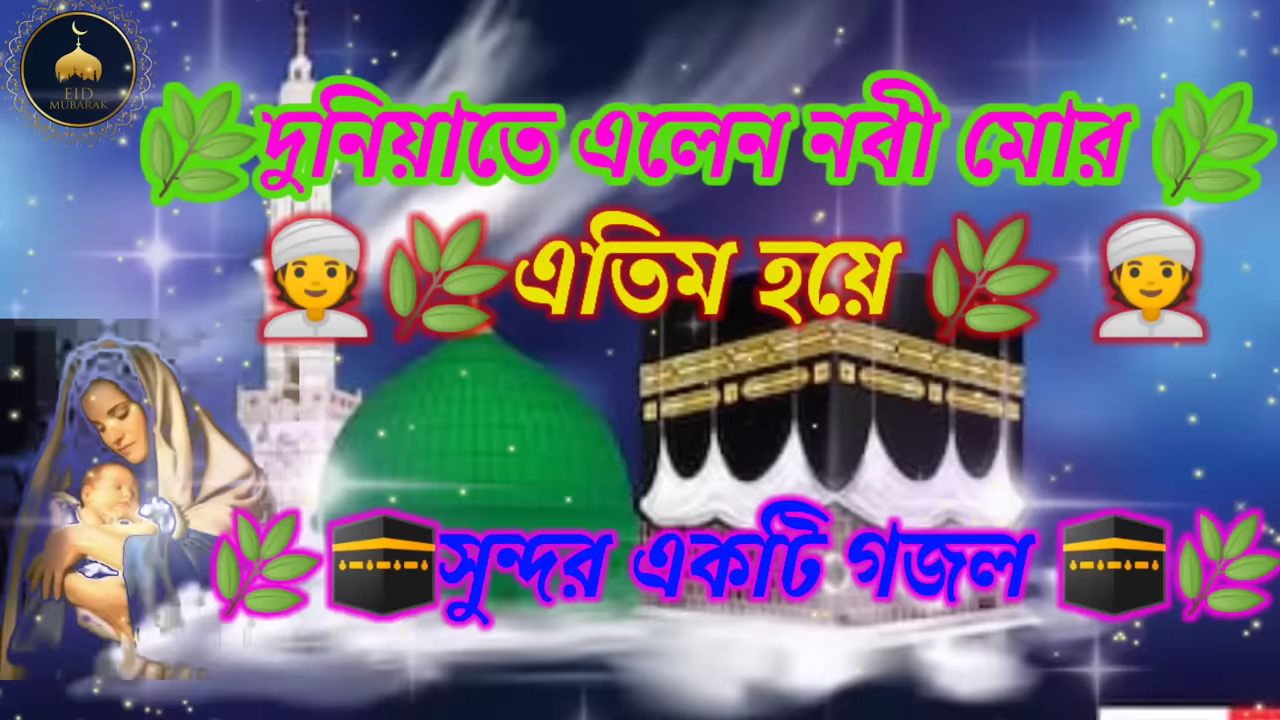 EID
MUBARAK
🌿দুনিয়াতে এলেন নবী মোর 🌿
👳🌿এতিম হয়ে 🌿 👳
🌿🕋সুন্দর একটি গজল 🕋🌿